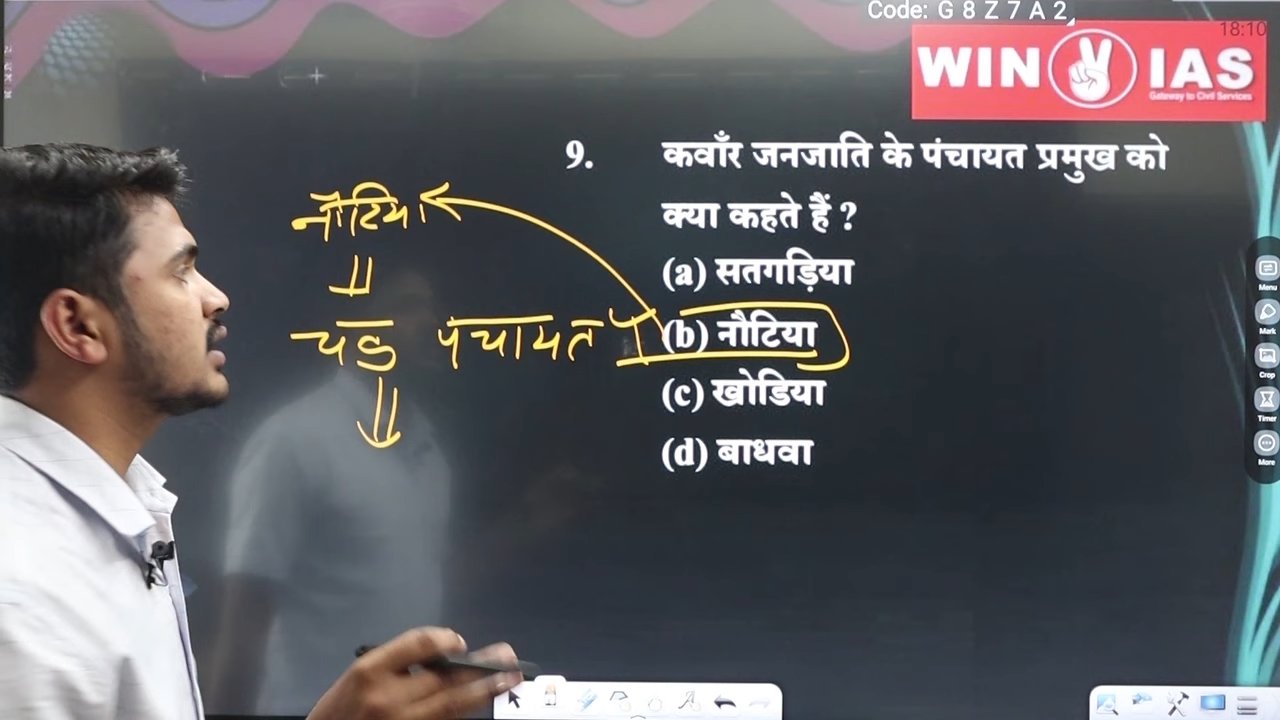 Code: G 8 Z 7 A 2
18:10
WIN IAS
Gateway to Civil Services
9. कवाँर जनजाति के पंचायत प्रमुख को
क्या कहते हैं ?
(a) सतगड़िया
(b) नौटिया
(c) खोडिया
(d) बाधवा
नौटिया
पंचायत
Menu
Mark
Crop
Timer
More